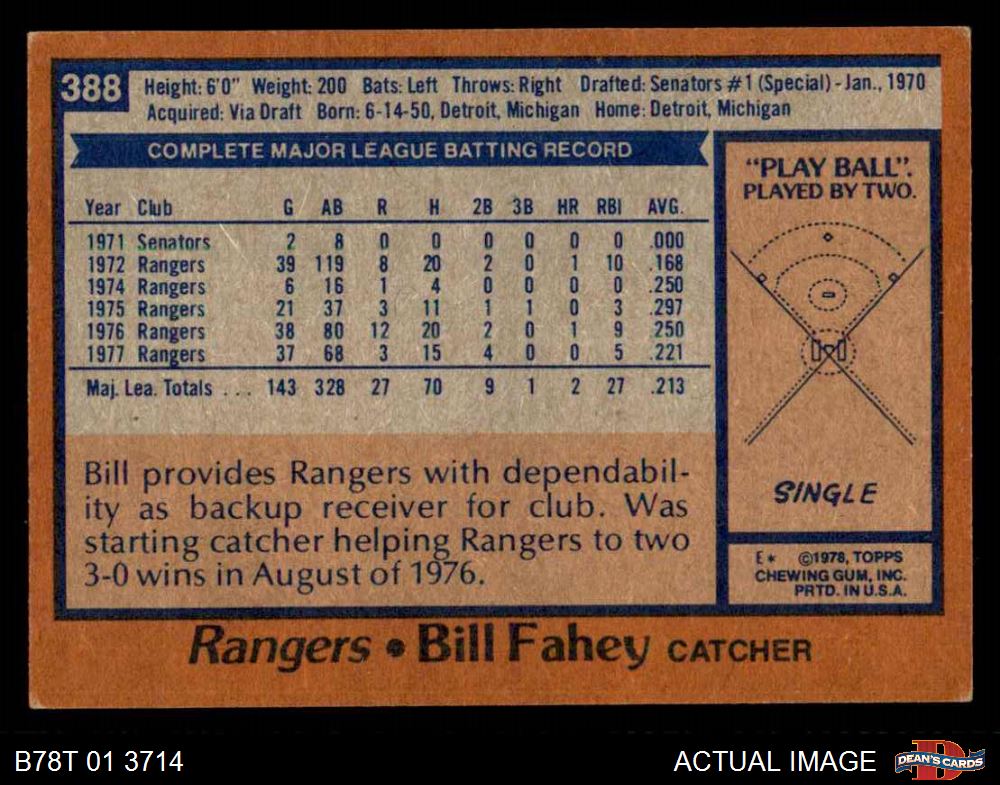 388
Height: 6'0" Weight: 200 Bats: Left Throws: Right Drafted: Senators #1 (Special) - Jan., 1970
Acquired: Via Draft Born: 6-14-50, Detroit, Michigan Home: Detroit, Michigan
COMPLETE MAJOR LEAGUE BATTING RECORD
Year Club G AB R H 2B 3B HR RBI AVG.
1971 Senators 2 8 0 0 0 0 0 0 .000
1972 Rangers 39 119 8 20 2 0 1 10 .168
1974 Rangers 6 16 1 4 0 0 0 0 .250
1975 Rangers 21 37 3 11 1 1 0 3 .297
1976 Rangers 38 80 12 20 2 0 1 9 .250
1977 Rangers 37 68 3 15 4 0 0 5 .221
Maj. Lea. Totals . . . 143 328 27 70 9 1 2 27 .213
Bill provides Rangers with dependabil-
ity as backup receiver for club. Was
starting catcher helping Rangers to two
3-0 wins in August of 1976.
"PLAY BALL".
PLAYED BY TWO.
SINGLE
E* ©1978, TOPPS
CHEWING GUM, INC.
PRTD. IN U.S.A.
Rangers • Bill Fahey CATCHER
B78T 01 3714
ACTUAL IMAGE
D
DEAN'S CARDS